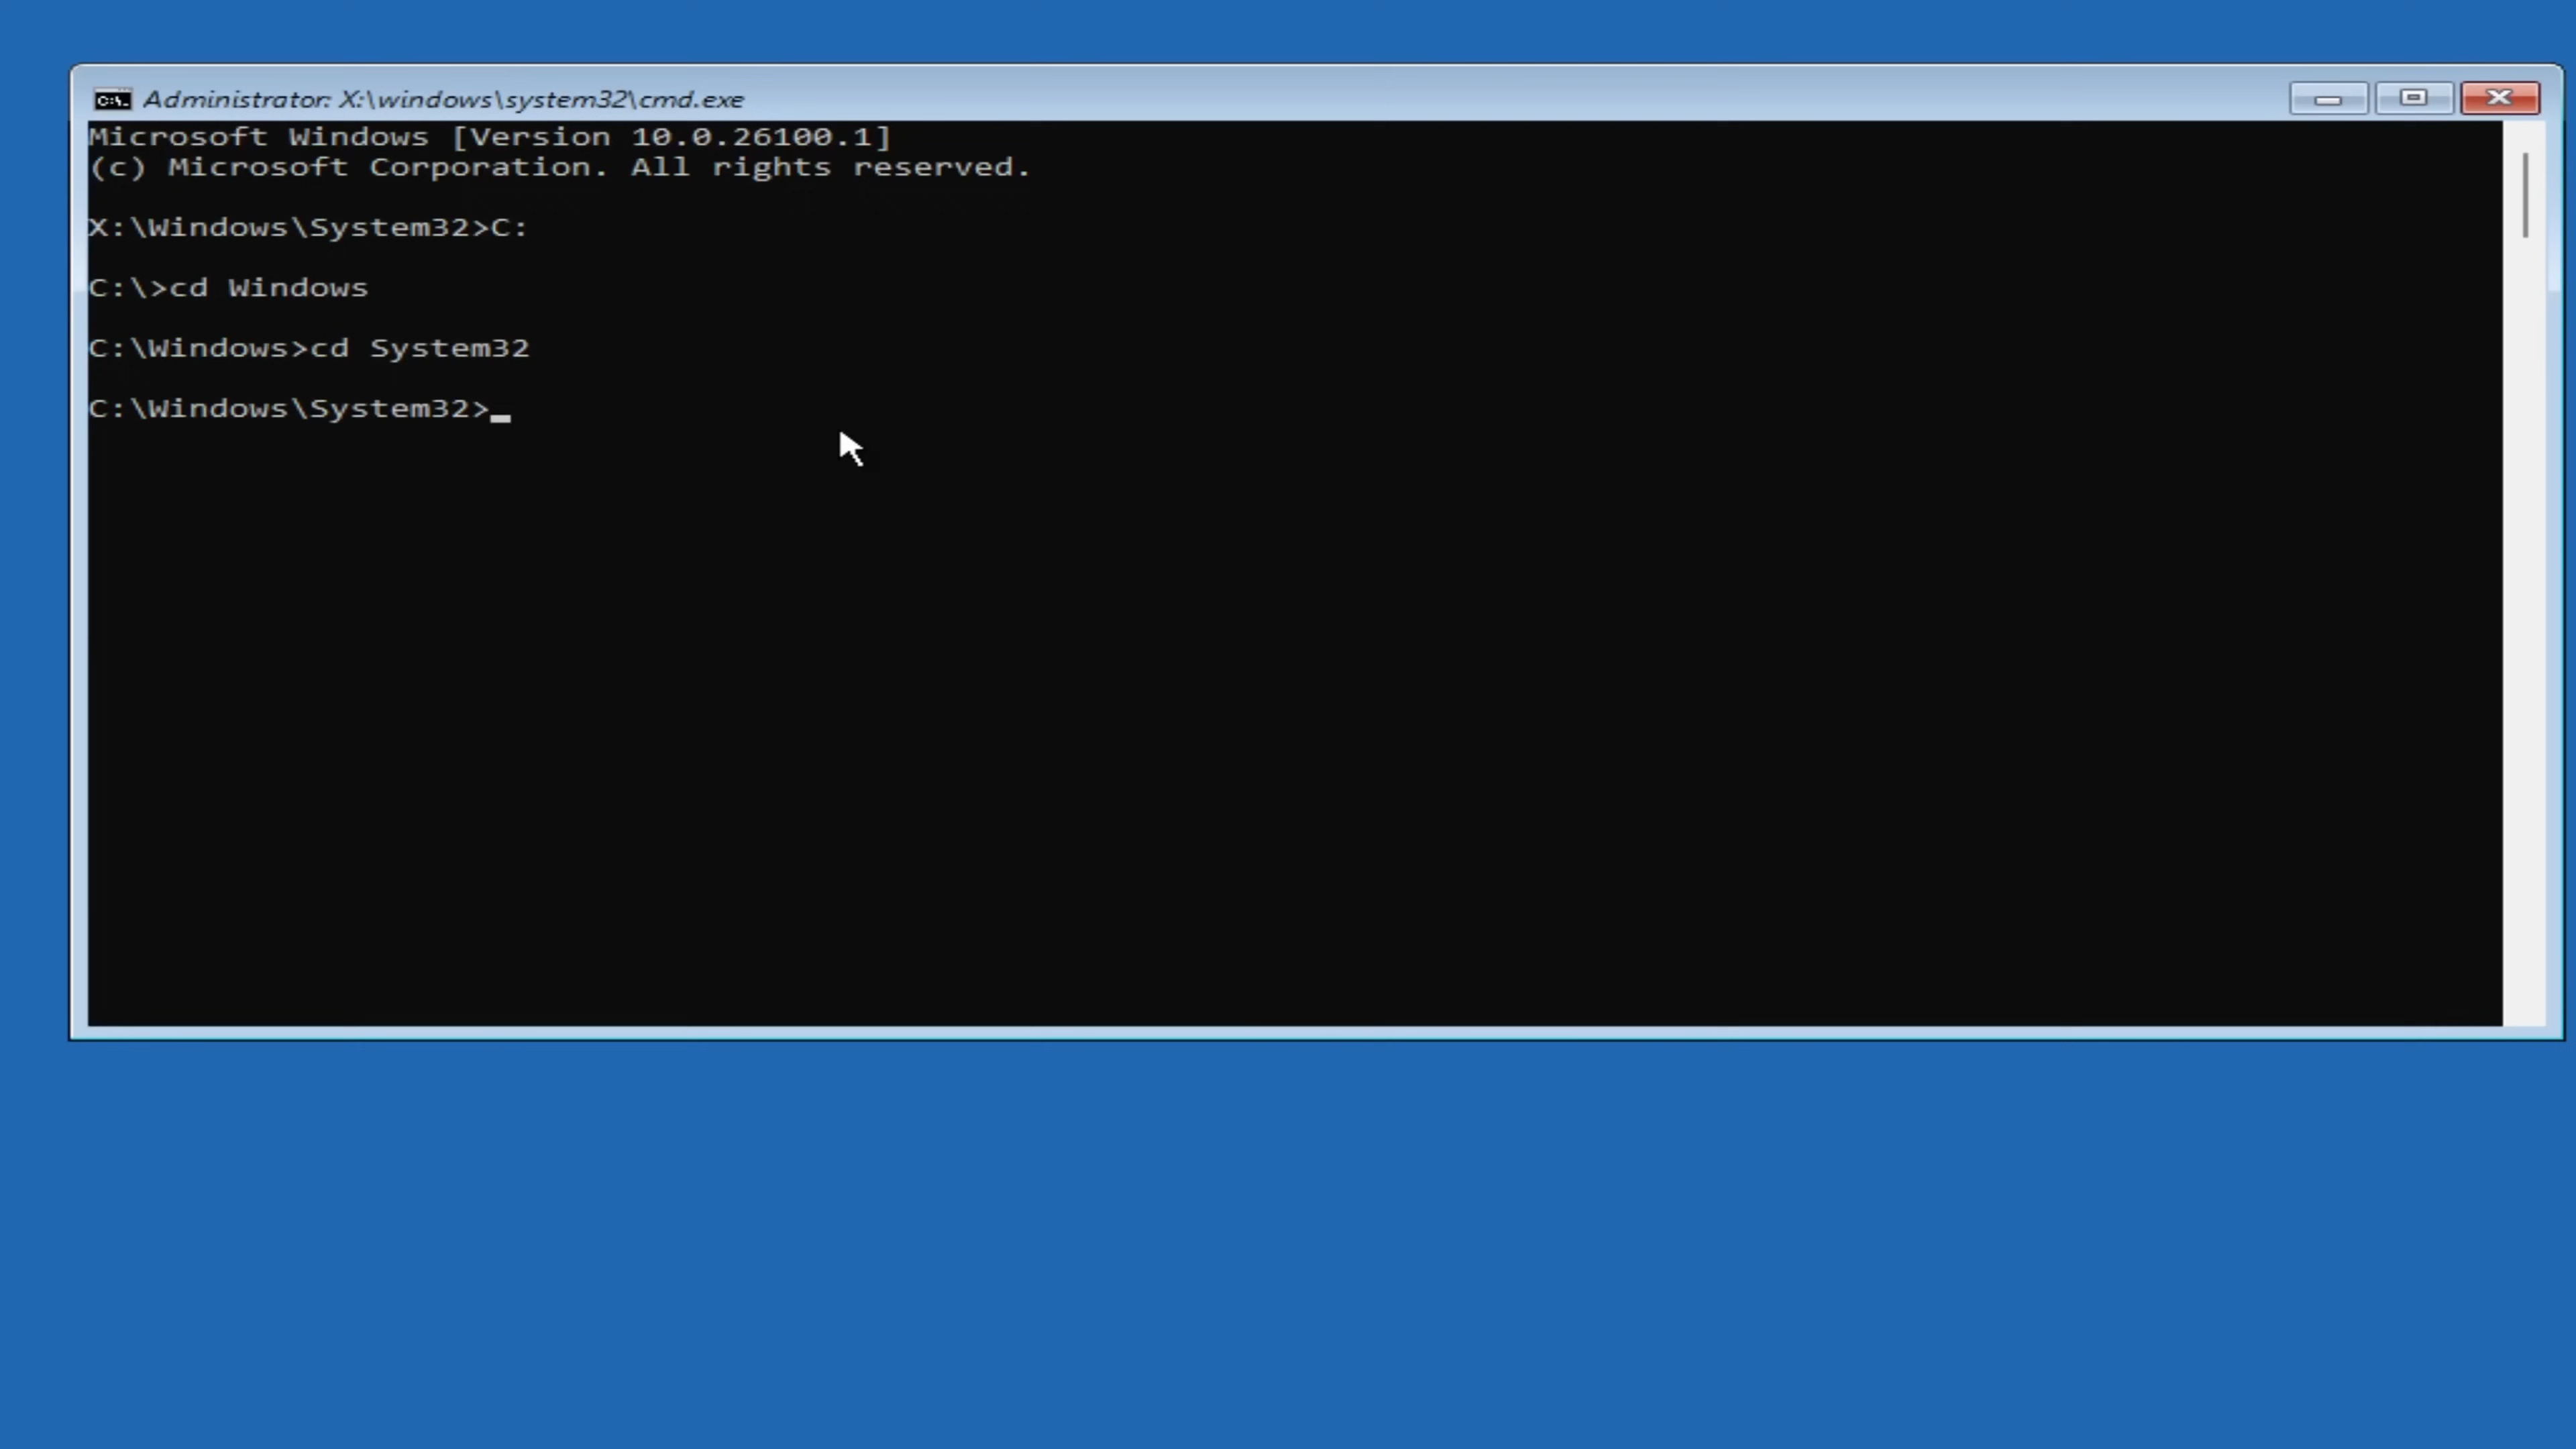 Administrator: X:\windows\system32\cmd.exe
Microsoft Windows [Version 10.0.26100.1]
(c) Microsoft Corporation. All rights reserved.
X:\Windows\System32>C:
C:\>cd Windows
C:\Windows>cd System32
C:\Windows\System32>